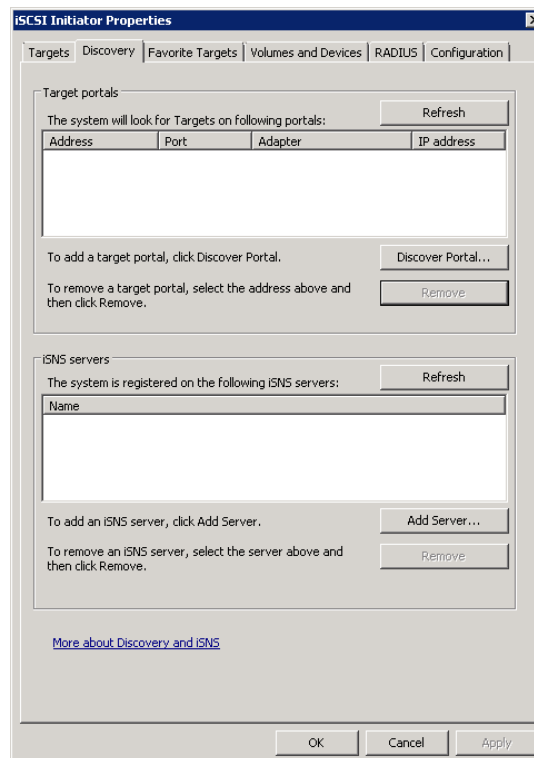 iSCSI Initiator Properties
Targets Discovery Favorite Targets Volumes and Devices RADIUS Configuration
Target portals
The system will look for Targets on following portals:
Refresh
Address Port Adapter IP address
To add a target portal, click Discover Portal.
Discover Portal...
To remove a target portal, select the address above and
then click Remove.
Remove
iSNS servers
The system is registered on the following iSNS servers:
Refresh
Name
To add an iSNS server, click Add Server.
Add Server...
To remove an iSNS server, select the server above and
then click Remove.
Remove
More about Discovery and iSNS
OK Cancel Apply